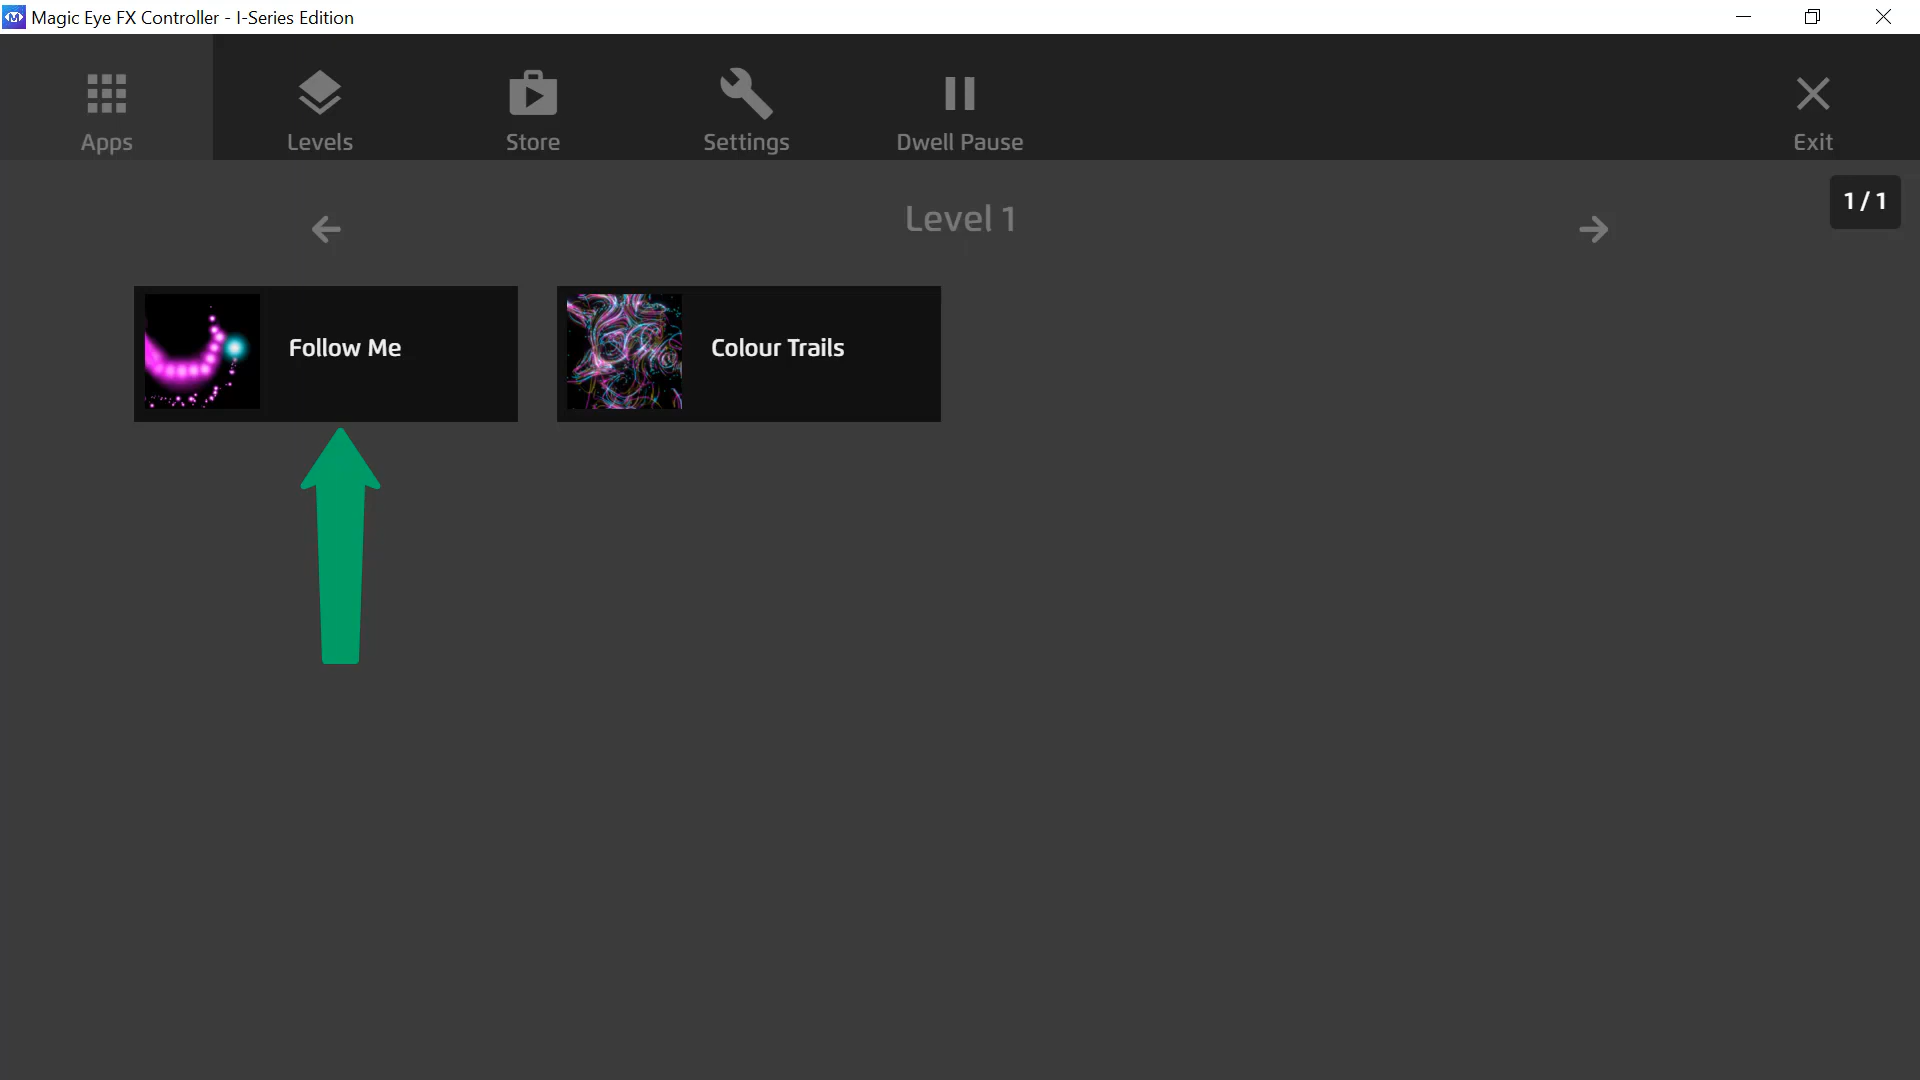 Magic Eye FX Controller - I-Series Edition
Apps
Levels
Store
Settings
Dwell Pause
Exit
Level 1
1 / 1
Follow Me
Colour Trails